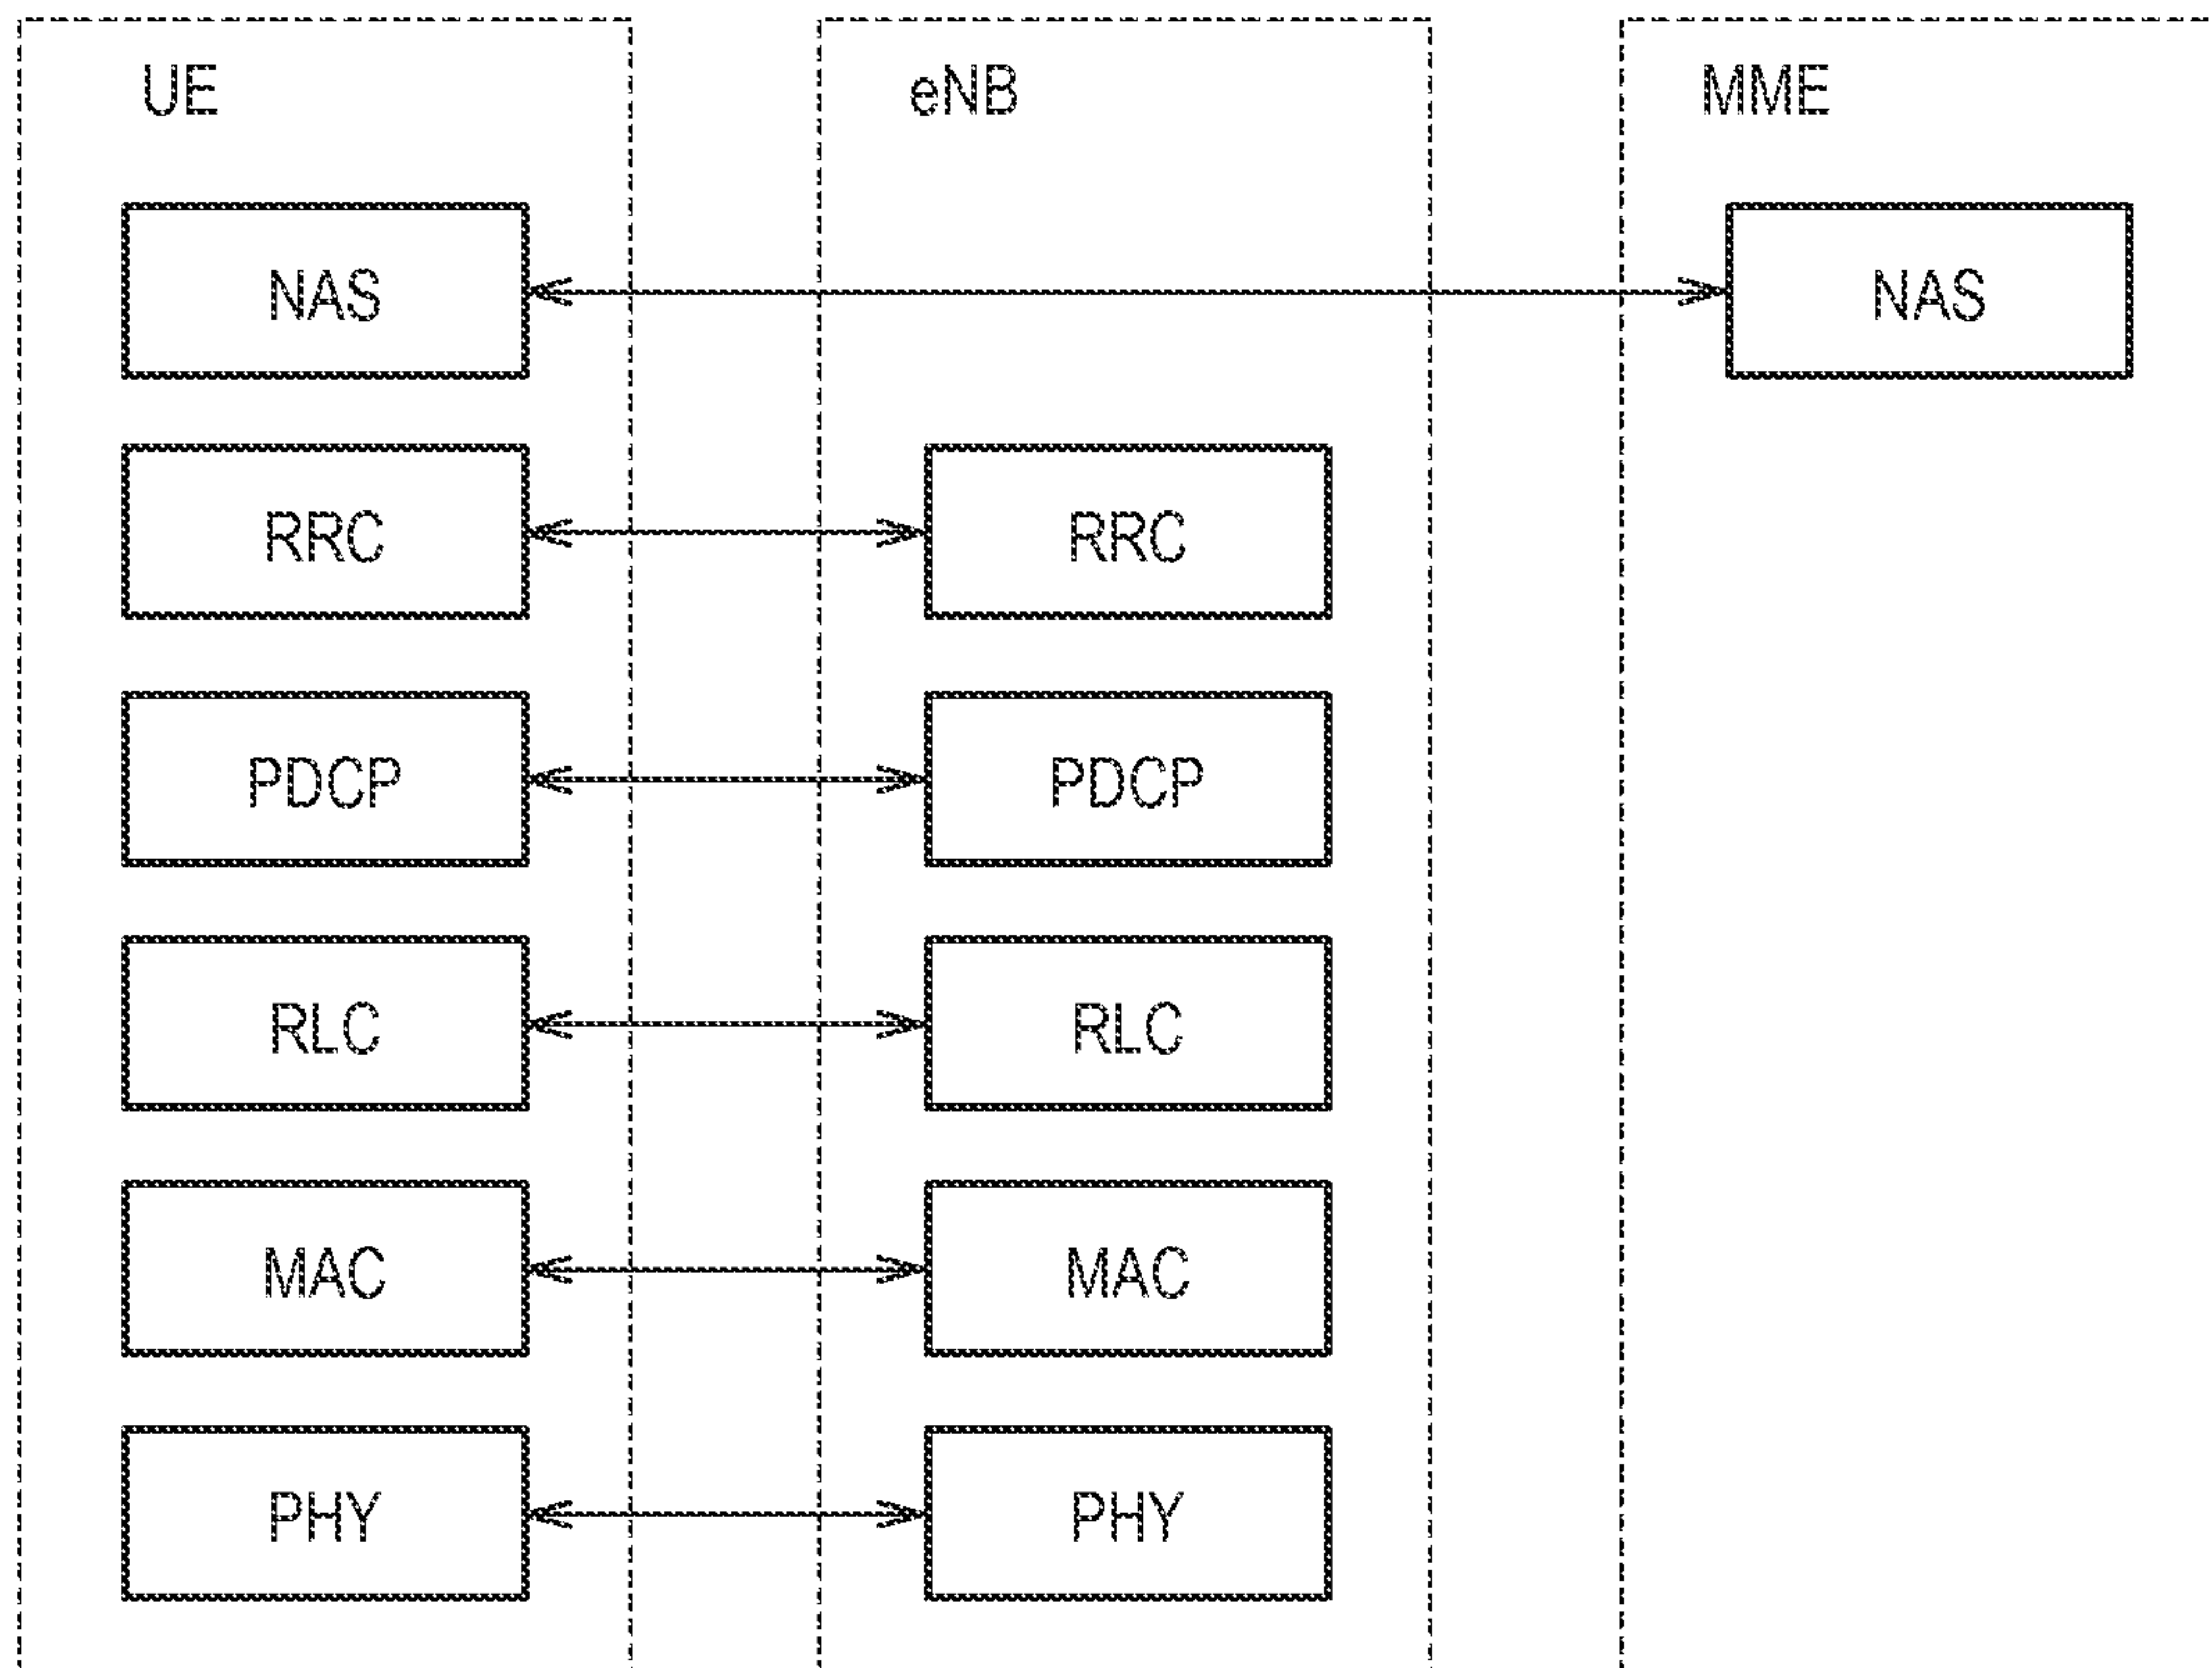 UE eNB MME
NAS NAS
RRC RRC
PDCP PDCP
RLC RLC
MAC MAC
PHY PHY